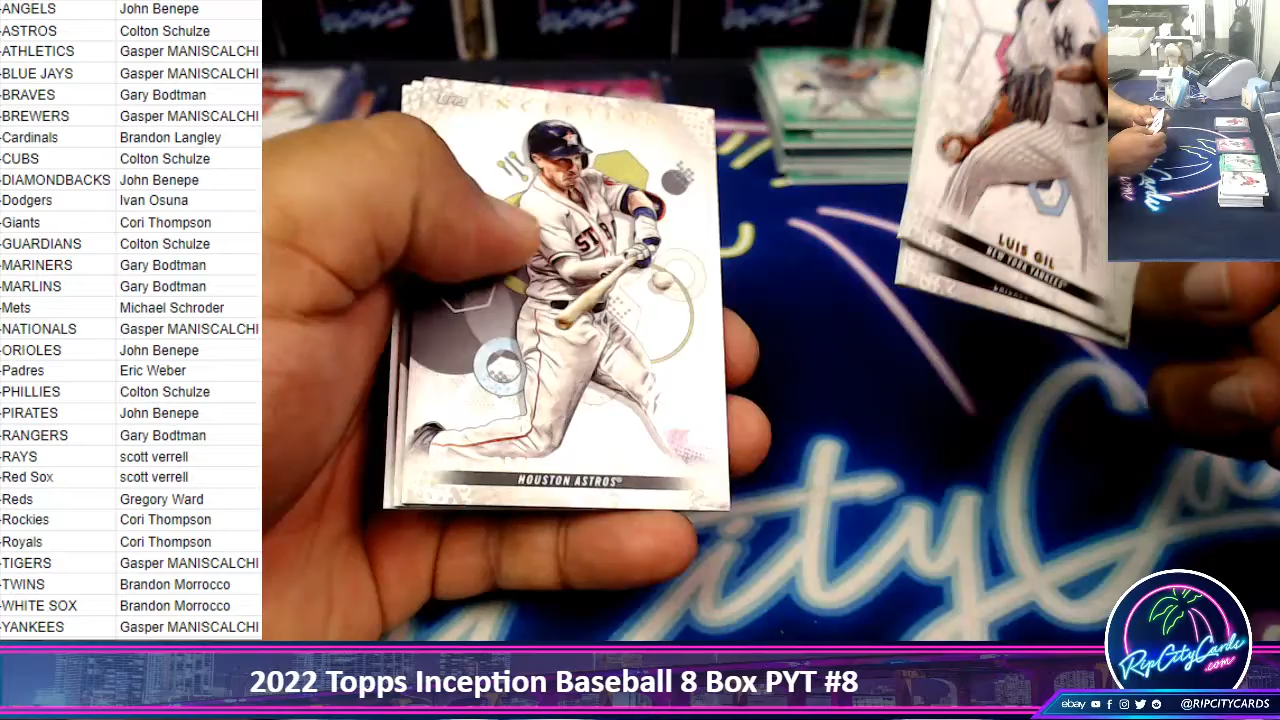 -ANGELS John Benepe
-ASTROS Colton Schulze
-ATHLETICS Gasper MANISCALCHI
-BLUE JAYS Gasper MANISCALCHI
-BRAVES Gary Bodtman
-BREWERS Gasper MANISCALCHI
-Cardinals Brandon Langley
-CUBS Colton Schulze
-DIAMONDBACKS John Benepe
-Dodgers Ivan Osuna
-Giants Cori Thompson
-GUARDIANS Colton Schulze
-MARINERS Gary Bodtman
-MARLINS Gary Bodtman
-Mets Michael Schroder
-NATIONALS Gasper MANISCALCHI
-ORIOLES John Benepe
-Padres Eric Weber
-PHILLIES Colton Schulze
-PIRATES John Benepe
-RANGERS Gary Bodtman
-RAYS scott verrell
-Red Sox scott verrell
-Reds Gregory Ward
-Rockies Cori Thompson
-Royals Cori Thompson
-TIGERS Gasper MANISCALCHI
-TWINS Brandon Morrocco
-WHITE SOX Brandon Morrocco
-YANKEES Gasper MANISCALCHI
TOPPS INCEPTION
HOUSTON ASTROS®
LUIS GIL
NEW YORK YANKEES®
2022 Topps Inception Baseball 8 Box PYT #8
RipCityCards
.com
ebay @RIPCITYCARDS